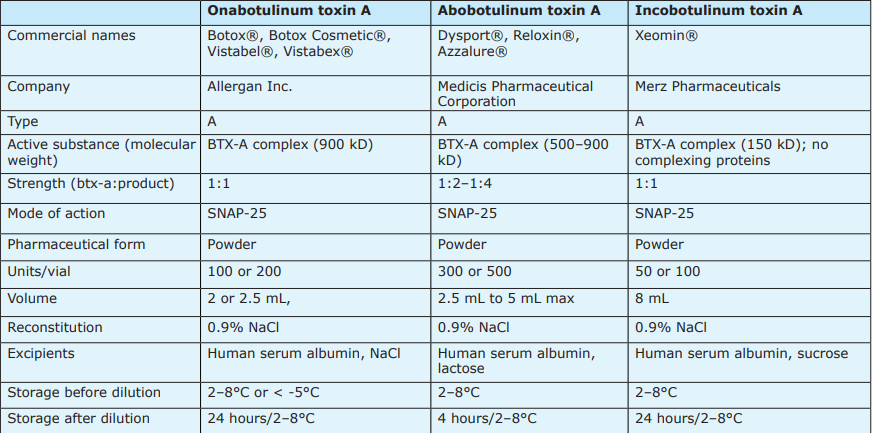 Onabotulinum toxin A Abobotulinum toxin A Incobotulinum toxin A
Commercial names Botox®, Botox Cosmetic®, Dysport®, Reloxin®, Xeomin®
Vistabel®, Vistabex® Azzalure®
Company Allergan Inc. Medicis Pharmaceutical Merz Pharmaceuticals
Corporation
Type A A A
Active substance (molecular BTX-A complex (900 kD) BTX-A complex (500–900 BTX-A complex (150 kD); no
weight) kD) complexing proteins
Strength (btx-a:product) 1:1 1:2–1:4 1:1
Mode of action SNAP-25 SNAP-25 SNAP-25
Pharmaceutical form Powder Powder Powder
Units/vial 100 or 200 300 or 500 50 or 100
Volume 2 or 2.5 mL, 2.5 mL to 5 mL max 8 mL
Reconstitution 0.9% NaCl 0.9% NaCl 0.9% NaCl
Excipients Human serum albumin, NaCl Human serum albumin, Human serum albumin, sucrose
lactose
Storage before dilution 2–8°C or < -5°C 2–8°C 2–8°C
Storage after dilution 24 hours/2–8°C 4 hours/2–8°C 24 hours/2–8°C